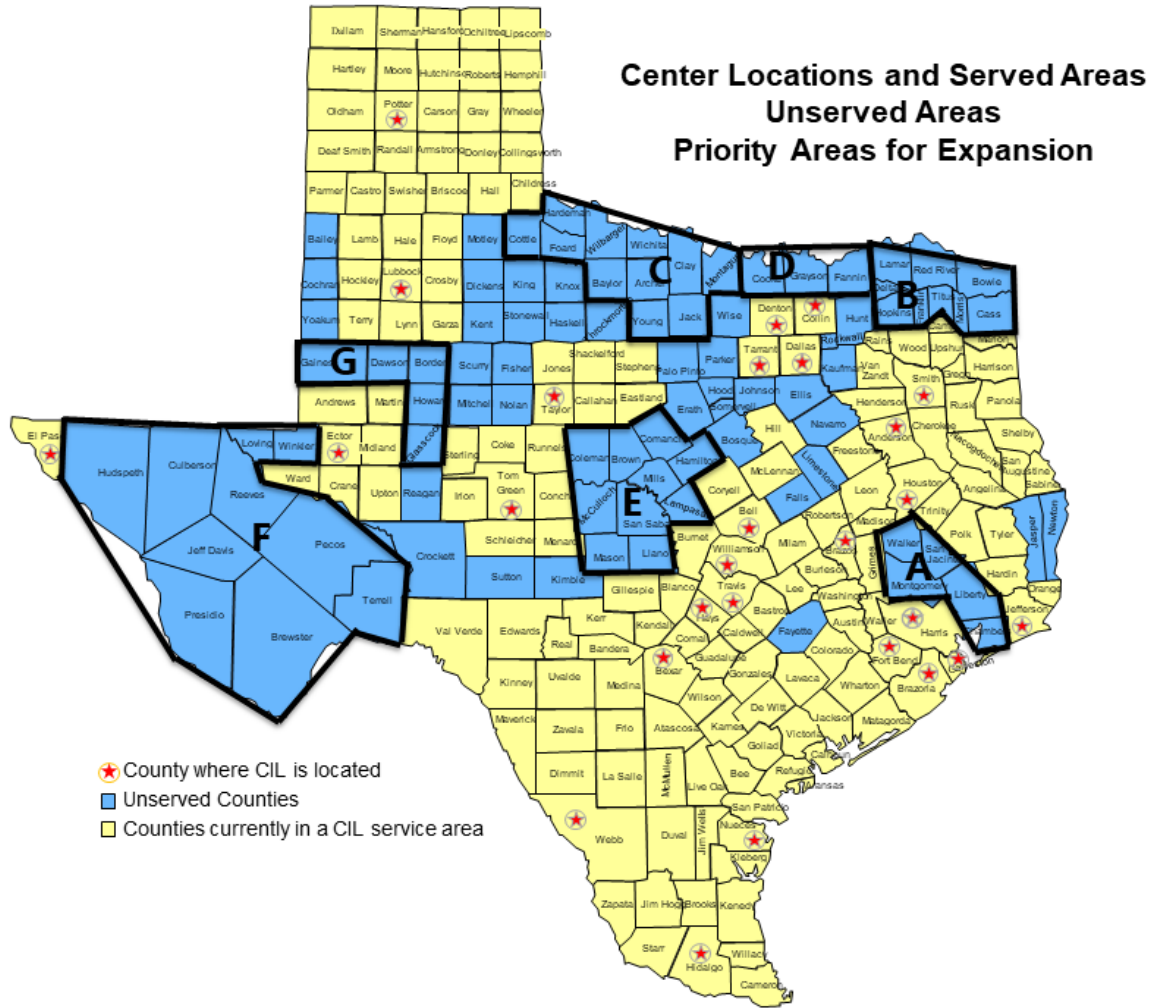 Center Locations and Served Areas
Unserved Areas
Priority Areas for Expansion
Dullam Sherman Hansford Ochiltree Lipscomb
Hartley Moore Hutchins Roberts Hemphill
Oldham Potter Carson Gray Wheeler
Deaf Smith Randall Armstrong Donley Collingsworth
Parmer Castro Swisher Briscoe Hall Childress
Hardeman
Bailey Lamb Hale Floyd Motley Cottle Foard Wilbarger Wichita
Clay Montague
C D B A E F G
Cooke Grayson Fannin Lamar Red River Bowie
Cochran Hockley Lubbock Crosby Dickens King Knox Baylor Archer
Delta Hopkins Franklin Titus Morris Cass
Yoakum Terry Lynn Garza Kent Stonewall Haskell Throckmorton Young Jack Wise Denton Collin Hunt
Rockwall Rains Wood Upshur Camp Marion
Gaines Dawson Borden Scurry Fisher Jones Shackelford Stephens Palo Pinto Parker Tarrant Dallas Kaufman Van Zandt Smith Gregg Harrison
Andrews Martin Howard Mitchell Nolan Taylor Callahan Eastland Erath Hood Somervell Johnson Ellis Henderson Rusk Panola
El Paso Hudspeth Culberson Loving Winkler Ector Midland Glasscock Sterling Coke Runnels Coleman Brown Comanche Hamilton Bosque Hill Navarro Anderson Cherokee Nacogdoches Shelby
Reeves Ward Crane Upton Reagan Irion Tom Green Concho McCulloch Mills Lampasas Coryell McLennan Limestone Freestone Leon Houston Angelina San Augustine Sabine
Jeff Davis Pecos Crockett Schleicher Menard San Saba Burnet Bell Falls Robertson Madison Trinity Polk Tyler Jasper Newton
Presidio Brewster Terrell Sutton Kimble Mason Llano Williamson Milam Brazos Grimes Walker San Jacinto Hardin Orange
Val Verde Edwards Kerr Gillespie Blanco Travis Lee Burleson Washington Montgomery Liberty Jefferson
Real Bandera Kendall Hays Comal Caldwell Bastrop Fayette Austin Waller Harris Chambers
Kinney Uvalde Medina Bexar Guadalupe Gonzales Colorado Fort Bend Galveston
Maverick Zavala Frio Atascosa Wilson Karnes De Witt Lavaca Wharton Brazoria
Dimmit La Salle McMullen Live Oak Bee Goliad Victoria Jackson Matagorda
Refugio Calhoun Aransas
Webb Duval Jim Wells San Patricio Nueces
Kleberg
Zapata Jim Hogg Brooks Kenedy
Starr Hidalgo Willacy
Cameron
County where CIL is located
Unserved Counties
Counties currently in a CIL service area